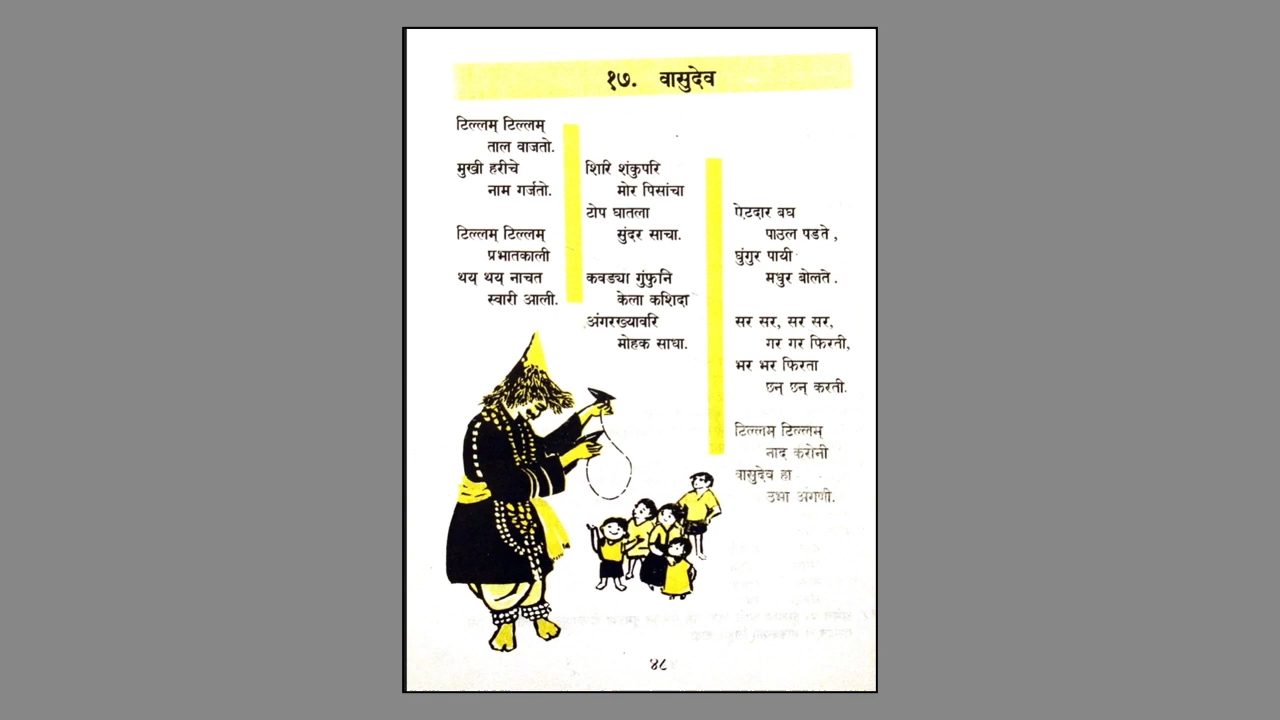 १७. वासुदेव
टिल्लम् टिल्लम्
ताल वाजतो.
मुखी हरीचे
नाम गर्जतो.
टिल्लम् टिल्लम्
प्रभातकाली
थय् थय् नाचत
स्वारी आली.
शिरि शंकुपरि
मोर पिसांचा
टोप घातला
सुंदर साचा.
कवड्या गुंफुनि
केला कशिदा
अंगरख्यावरि
मोहक साधा.
ऐटदार बघ
पाउल पडते,
घुंगुर पायी
मधुर बोलते.
सर सर, सर सर,
गर गर फिरती,
भर भर फिरता
छन् छन् करती.
टिल्लम् टिल्लम्
नाद करोनी
वासुदेव हा
उभा अंगणी.
४८